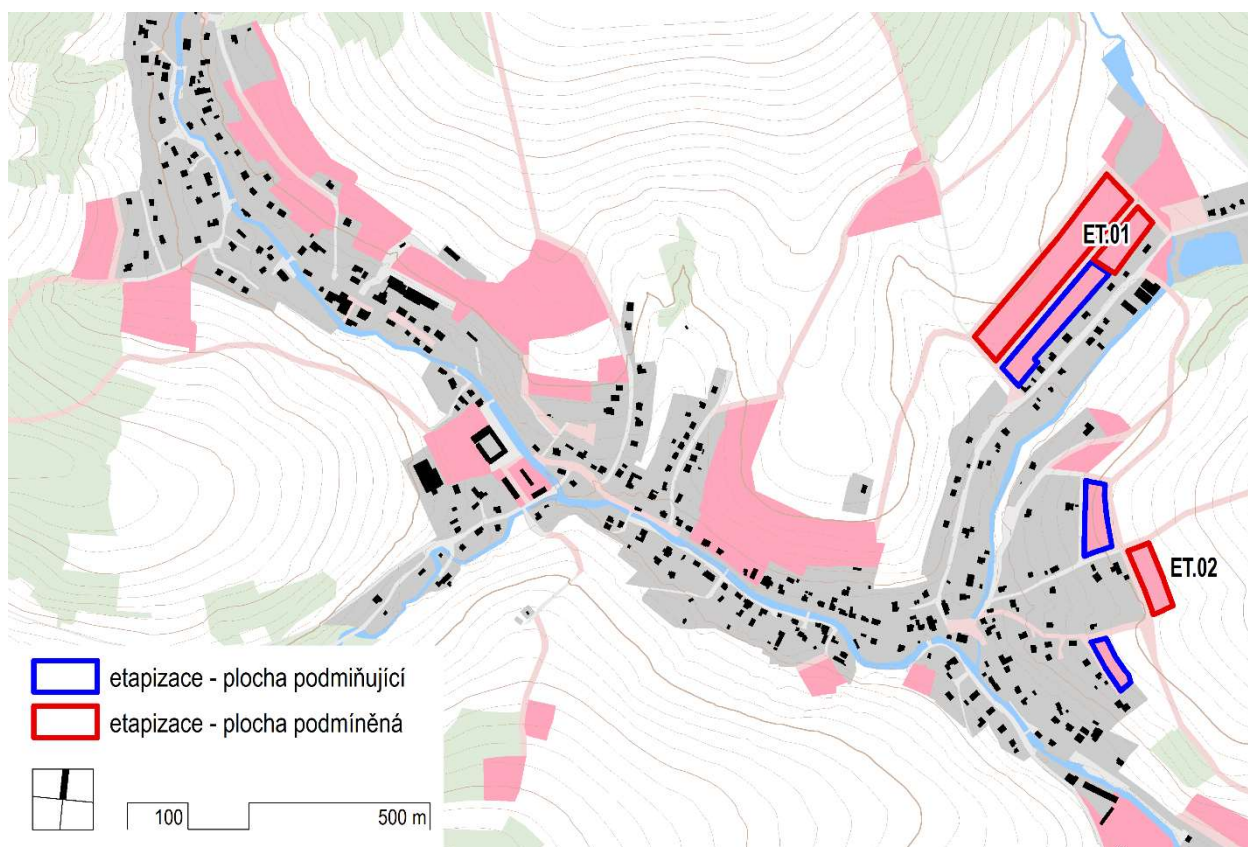 ET.01
ET.02
etapizace - plocha podmiňující
etapizace - plocha podmíněná
100 500 m